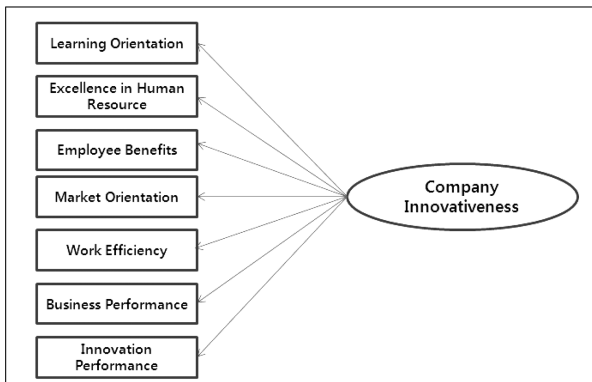 Learning Orientation
Excellence in Human
Resource
Employee Benefits
Market Orientation
Work Efficiency
Business Performance
Innovation
Performance
Company
Innovativeness